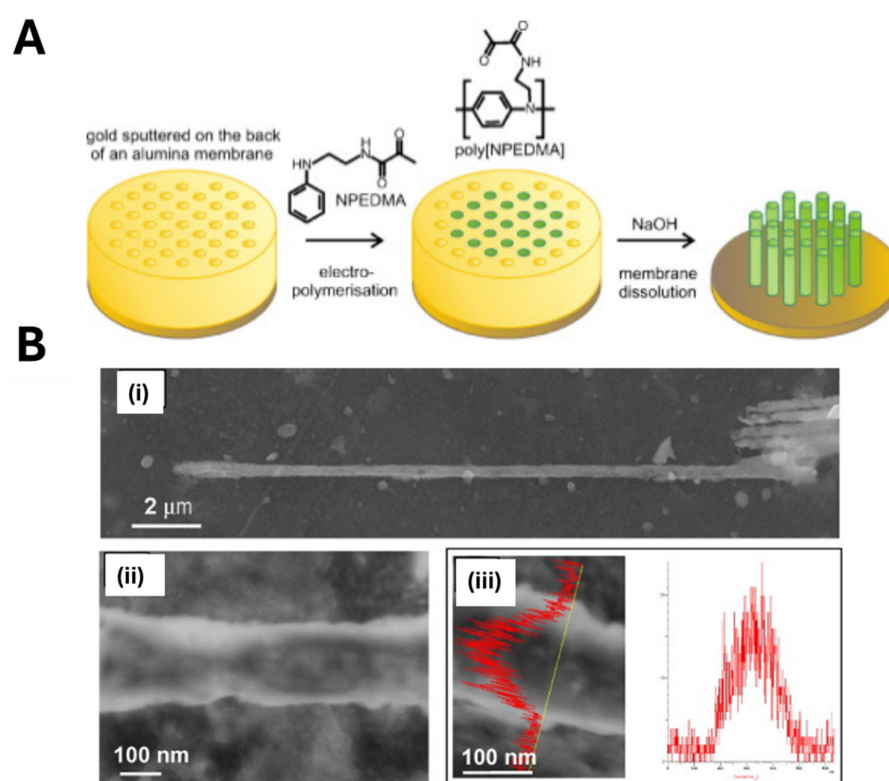 A
gold sputtered on the back
of an alumina membrane
HN
H
N
O
O
NPEDMA
electro-
polymerisation
O
O
NH
N
poly[NPEDMA]
NaOH
membrane
dissolution
B
(i)
2 μm
(ii)
100 nm
(iii)
100 nm